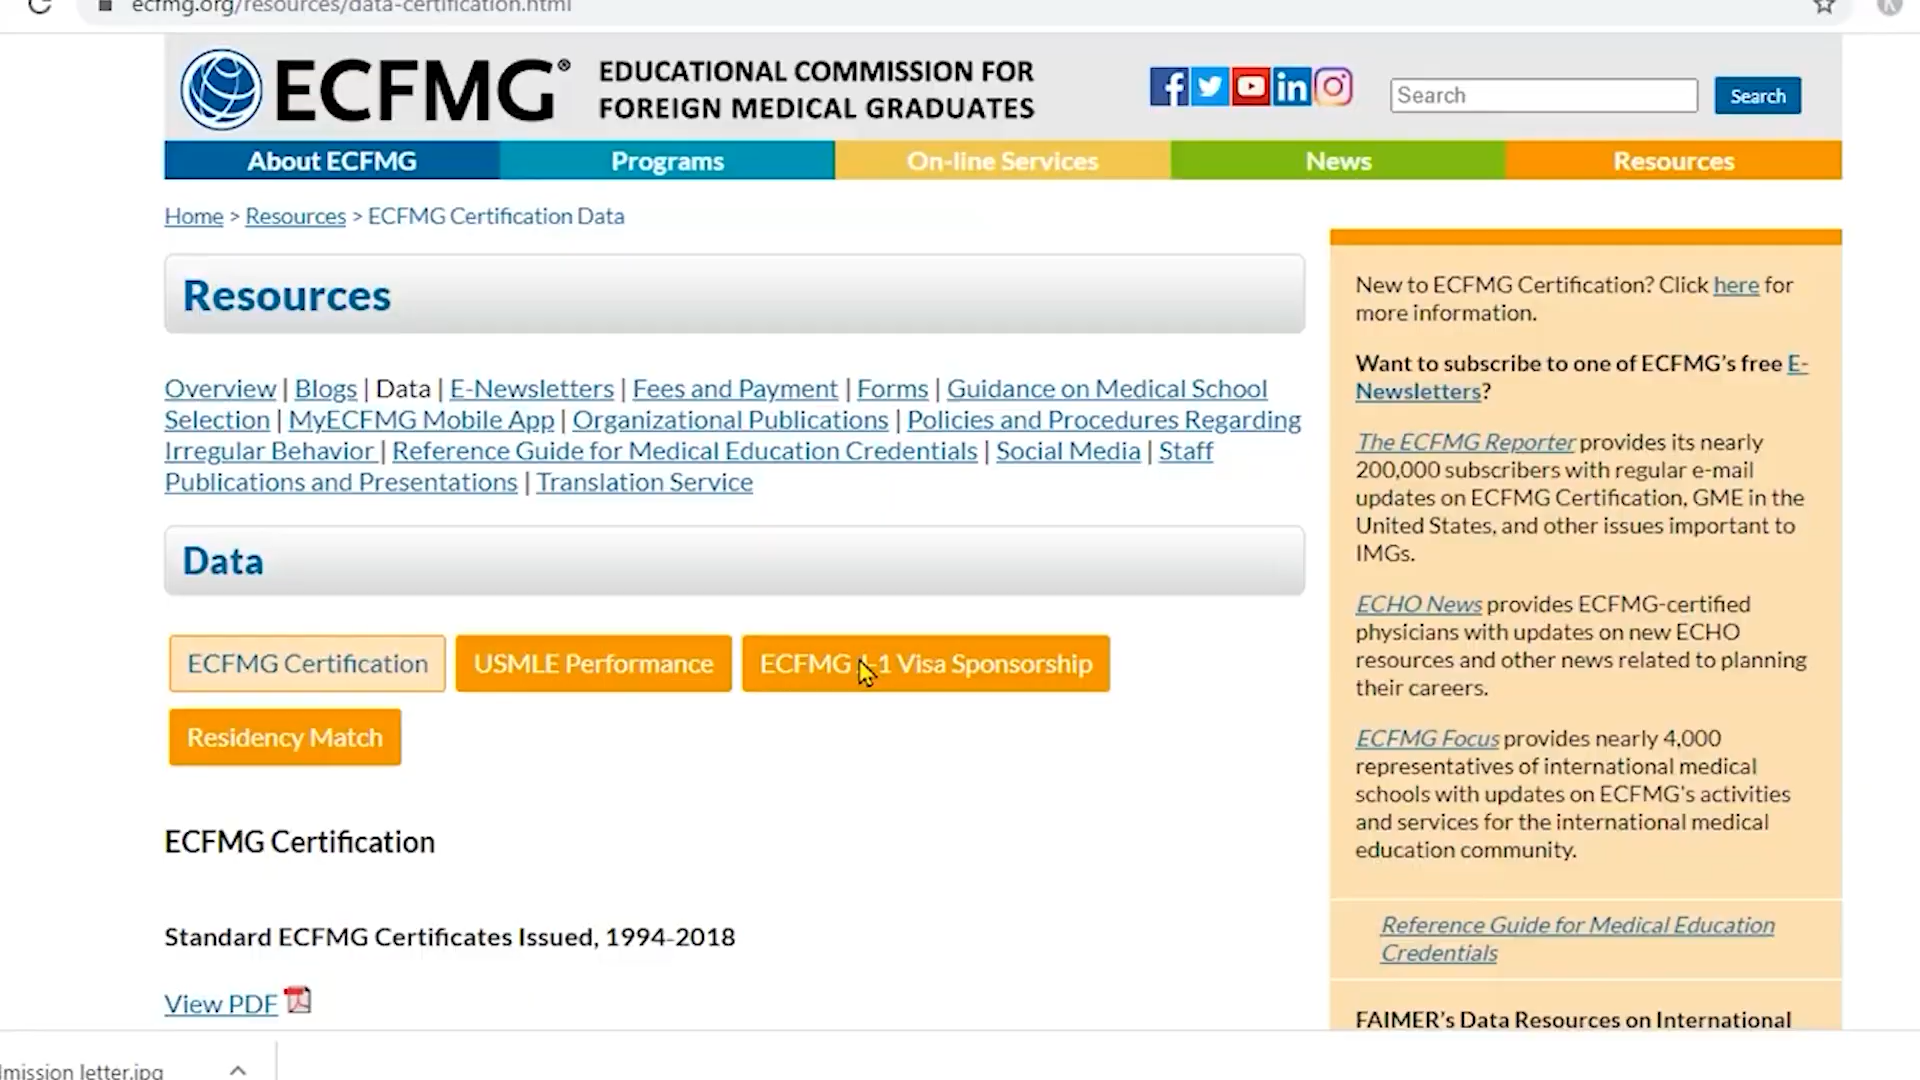 ecfmg.org/resources/data-certification.html
ECFMG® EDUCATIONAL COMMISSION FOR
FOREIGN MEDICAL GRADUATES
Search
Search
About ECFMG
Programs
On-line Services
News
Resources
Home > Resources > ECFMG Certification Data
Resources
Overview | Blogs | Data | E-Newsletters | Fees and Payment | Forms | Guidance on Medical School
Selection | MyECFMG Mobile App | Organizational Publications | Policies and Procedures Regarding
Irregular Behavior | Reference Guide for Medical Education Credentials | Social Media | Staff
Publications and Presentations | Translation Service
Data
ECFMG Certification
USMLE Performance
ECFMG J-1 Visa Sponsorship
Residency Match
ECFMG Certification
Standard ECFMG Certificates Issued, 1994-2018
View PDF
New to ECFMG Certification? Click here for
more information.
Want to subscribe to one of ECFMG's free E-
Newsletters?
The ECFMG Reporter provides its nearly
200,000 subscribers with regular e-mail
updates on ECFMG Certification, GME in the
United States, and other issues important to
IMGs.
ECHO News provides ECFMG-certified
physicians with updates on new ECHO
resources and other news related to planning
their careers.
ECFMG Focus provides nearly 4,000
representatives of international medical
schools with updates on ECFMG's activities
and services for the international medical
education community.
Reference Guide for Medical Education
Credentials
FAIMER's Data Resources on International
letter.jpg